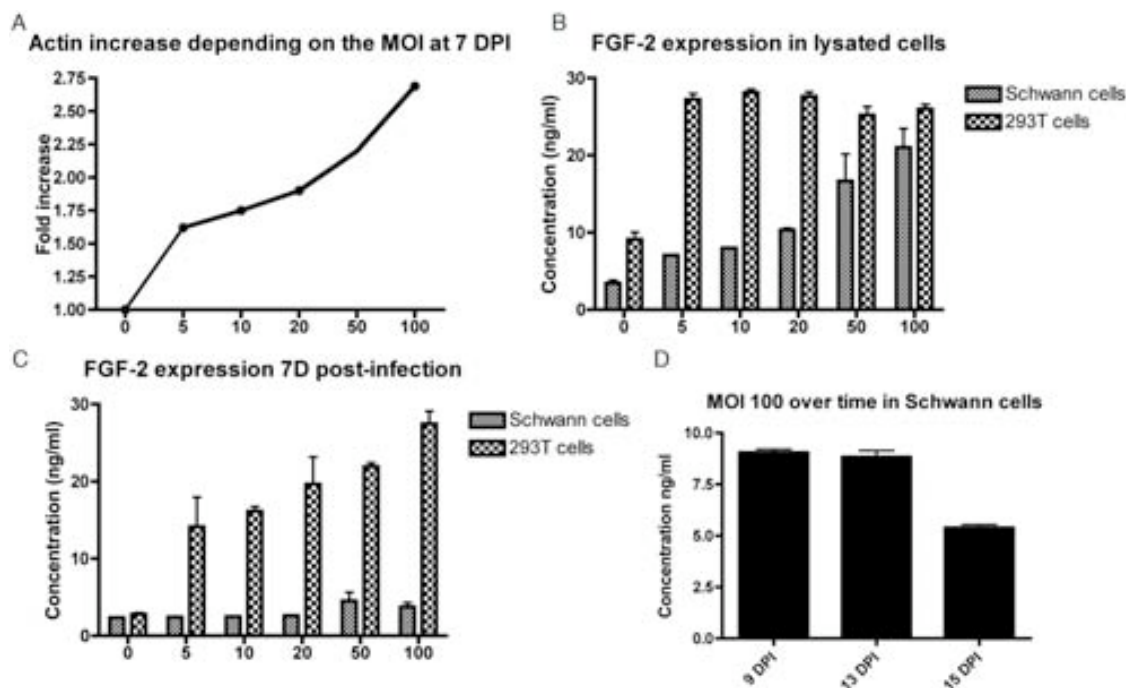 A
Actin increase depending on the MOI at 7 DPI
Fold increase
2.75
2.50
2.25
2.00
1.75
1.50
1.25
1.00
0 5 10 20 50 100
B
FGF-2 expression in lysated cells
Concentration (ng/ml)
30
20
10
0
0 5 10 20 50 100
Schwann cells
293T cells
C
FGF-2 expression 7D post-infection
Concentration (ng/ml)
30
20
10
0
0 5 10 20 50 100
Schwann cells
293T cells
D
MOI 100 over time in Schwann cells
Concentration ng/ml
10.0
7.5
5.0
2.5
0.0
9 DPI 13 DPI 15 DPI